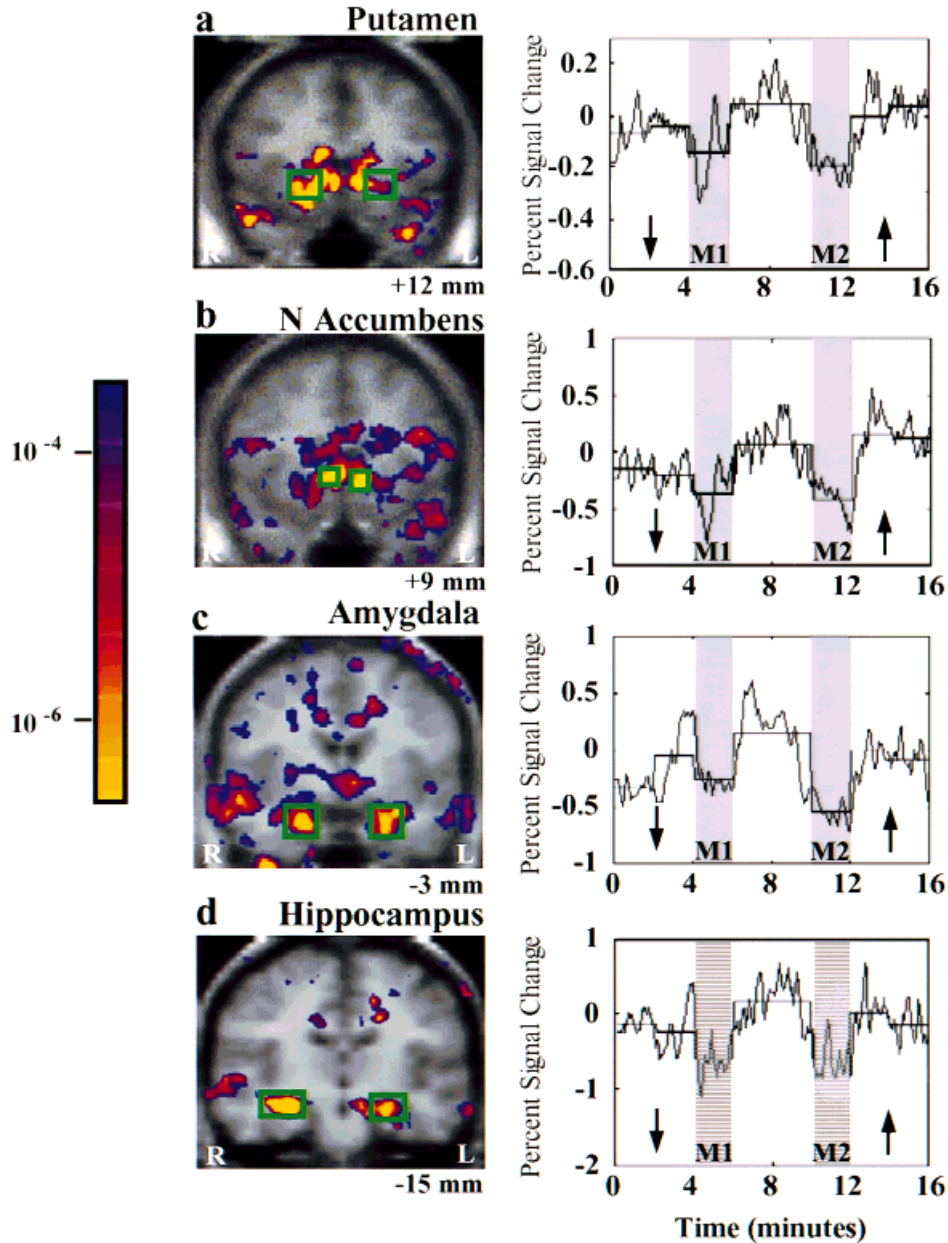 10 -4
10 -6
a Putamen
R L
+12 mm
Percent Signal Change
0.2
0
-0.2
-0.4
-0.6
M1 M2
0 4 8 12 16
b N Accumbens
R L
+9 mm
Percent Signal Change
1
0.5
0
-0.5
-1
M1 M2
0 4 8 12 16
c Amygdala
R L
-3 mm
Percent Signal Change
1
0.5
0
-0.5
-1
M1 M2
0 4 8 12 16
d Hippocampus
R L
-15 mm
Percent Signal Change
1
0
-1
-2
M1 M2
0 4 8 12 16
Time (minutes)